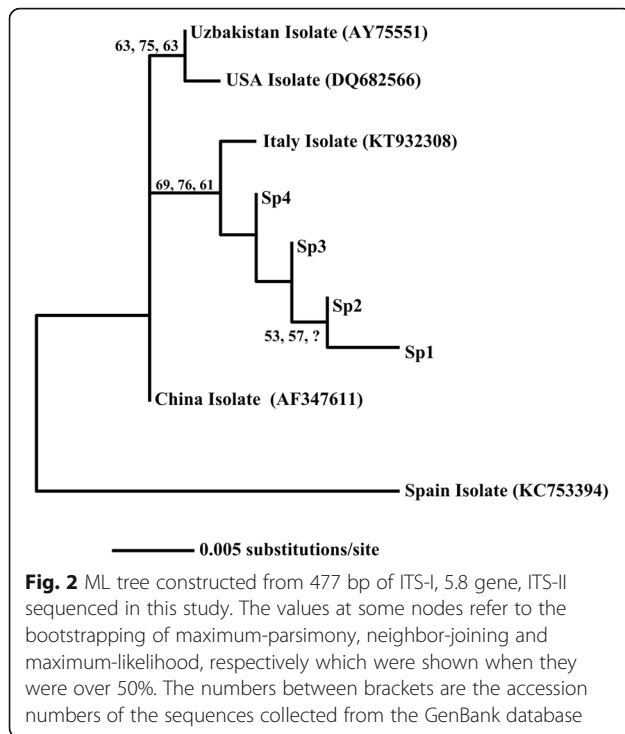 63, 75, 63
Uzbakistan Isolate (AY75551)
USA Isolate (DQ682566)
Italy Isolate (KT932308)
69, 76, 61
Sp4
Sp3
Sp2
53, 57, ?
Sp1
China Isolate (AF347611)
Spain Isolate (KC753394)
0.005 substitutions/site
Fig. 2 ML tree constructed from 477 bp of ITS-I, 5.8 gene, ITS-II
sequenced in this study. The values at some nodes refer to the
bootstrapping of maximum-parsimony, neighbor-joining and
maximum-likelihood, respectively which were shown when they
were over 50%. The numbers between brackets are the accession
numbers of the sequences collected from the GenBank database